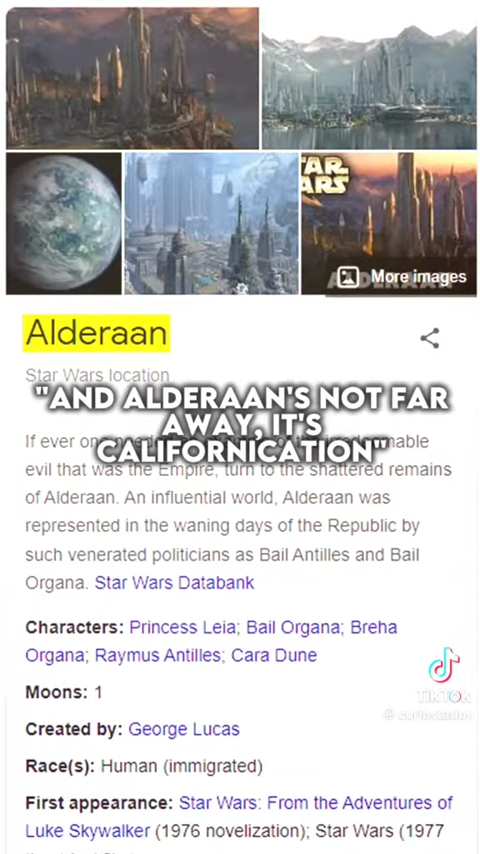 STAR
WARS
More images
Alderaan
Star Wars location
"AND ALDERAAN'S NOT FAR
AWAY, IT'S
CALIFORNICATION"
If ever
evil that was the Empire, turn to the shattered remains
of Alderaan. An influential world, Alderaan was
represented in the waning days of the Republic by
such venerated politicians as Bail Antilles and Bail
Organa. Star Wars Databank
Characters: Princess Leia; Bail Organa; Breha
Organa; Raymus Antilles; Cara Dune
Moons: 1
Created by: George Lucas
Race(s): Human (immigrated)
First appearance: Star Wars: From the Adventures of
Luke Skywalker (1976 novelization); Star Wars (1977
TikTok